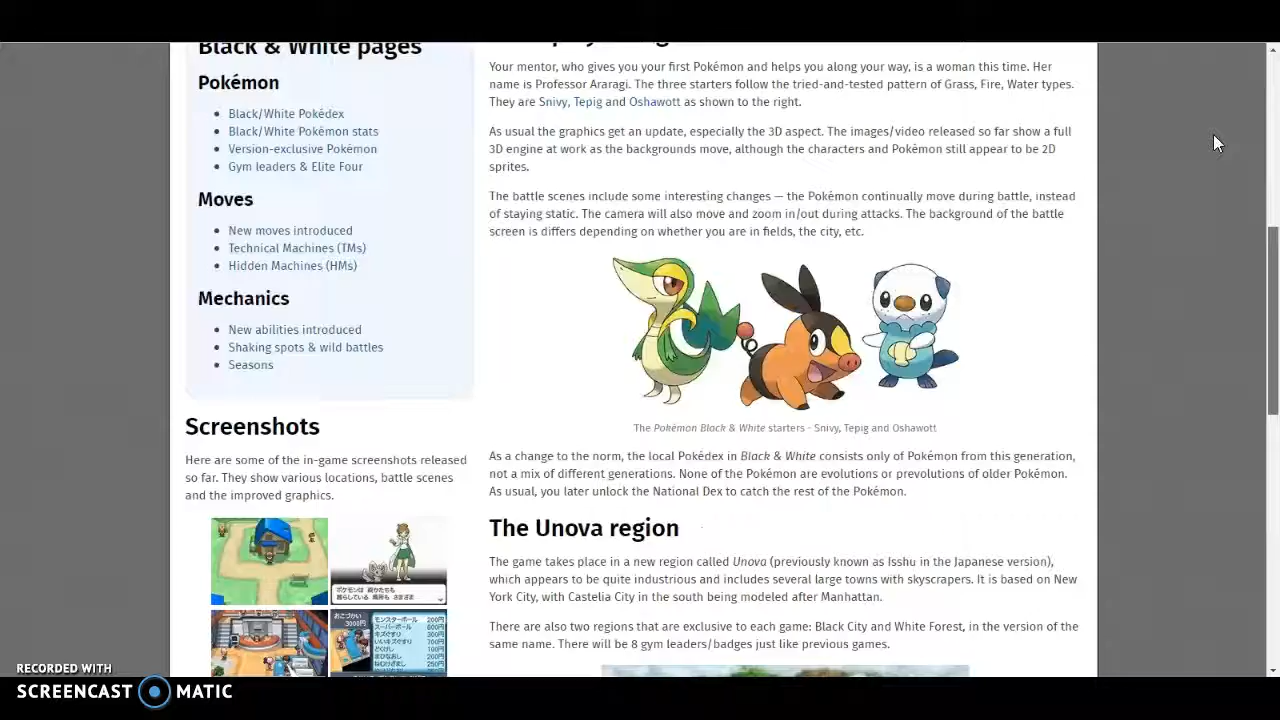 Black & White pages
Pokémon
Black/White Pokédex
Black/White Pokémon stats
Version-exclusive Pokémon
Gym leaders & Elite Four
Moves
New moves introduced
Technical Machines (TMs)
Hidden Machines (HMs)
Mechanics
New abilities introduced
Shaking spots & wild battles
Seasons
Screenshots
Here are some of the in-game screenshots released
so far. They show various locations, battle scenes
and the improved graphics.
Your mentor, who gives you your first Pokémon and helps you along your way, is a woman this time. Her
name is Professor Araragi. The three starters follow the tried-and-tested pattern of Grass, Fire, Water types.
They are Snivy, Tepig and Oshawott as shown to the right.
As usual the graphics get an update, especially the 3D aspect. The images/video released so far show a full
3D engine at work as the backgrounds move, although the characters and Pokémon still appear to be 2D
sprites.
The battle scenes include some interesting changes — the Pokémon continually move during battle, instead
of staying static. The camera will also move and zoom in/out during attacks. The background of the battle
screen is differs depending on whether you are in fields, the city, etc.
The Pokémon Black & White starters - Snivy, Tepig and Oshawott
As a change to the norm, the local Pokédex in Black & White consists only of Pokémon from this generation,
not a mix of different generations. None of the Pokémon are evolutions or prevolutions of older Pokémon.
As usual, you later unlock the National Dex to catch the rest of the Pokémon.
The Unova region
The game takes place in a new region called Unova (previously known as Isshu in the Japanese version),
which appears to be quite industrious and includes several large towns with skyscrapers. It is based on New
York City, with Castelia City in the south being modeled after Manhattan.
There are also two regions that are exclusive to each game: Black City and White Forest, in the version of the
same name. There will be 8 gym leaders/badges just like previous games.
RECORDED WITH
SCREENCAST MATIC